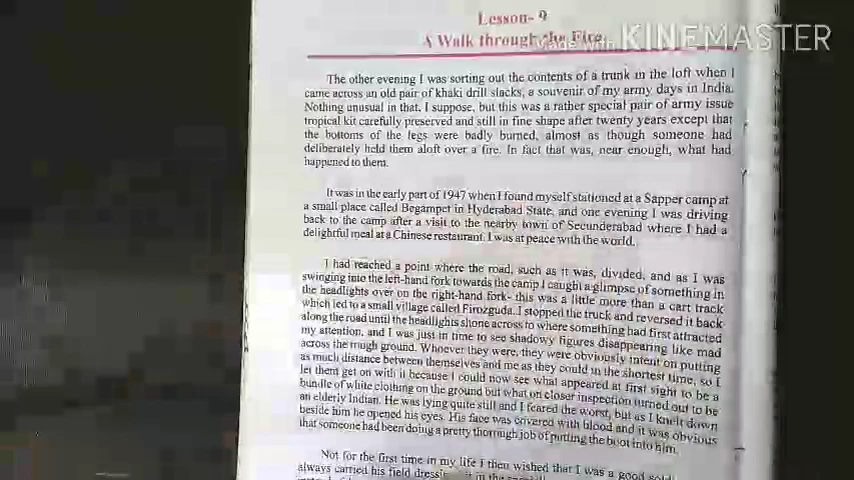 Lesson- 9
A Walk through the Fire
Made with KINEMASTER
The other evening I was sorting out the contents of a trunk in the loft when I
came across an old pair of khaki drill slacks, a souvenir of my army days in India.
Nothing unusual in that, I suppose, but this was a rather special pair of army issue
tropical kit carefully preserved and still in fine shape after twenty years except that
the bottoms of the legs were badly burned, almost as though someone had
deliberately held them aloft over a fire. In fact that was, near enough, what had
happened to them.
It was in the early part of 1947 when I found myself stationed at a Sapper camp at
a small place called Begampet in Hyderabad State, and one evening I was driving
back to the camp after a visit to the nearby town of Secunderabad where I had a
delightful meal at a Chinese restaurant. I was at peace with the world.
I had reached a point where the road, such as it was, divided, and as I was
swinging into the left-hand fork towards the camp I caught a glimpse of something in
the headlights over on the right-hand fork- this was a little more than a cart track
which led to a small village called Firozguda. I stopped the truck and reversed it back
along the road until the headlights shone across to where something had first attracted
my attention, and I was just in time to see shadowy figures disappearing like mad
across the rough ground. Whoever they were, they were obviously intent on putting
as much distance between themselves and me as they could in the shortest time, so I
let them get on with it because I could now see what appeared at first sight to be a
bundle of white clothing on the ground but what on closer inspection turned out to be
an elderly Indian. He was lying quite still and I feared the worst, but as I knelt down
beside him he opened his eyes. His face was covered with blood and it was obvious
that someone had been doing a pretty thorough job of putting the boot into him.
Not for the first time in my life I then wished that I was a good
always carried his field in the